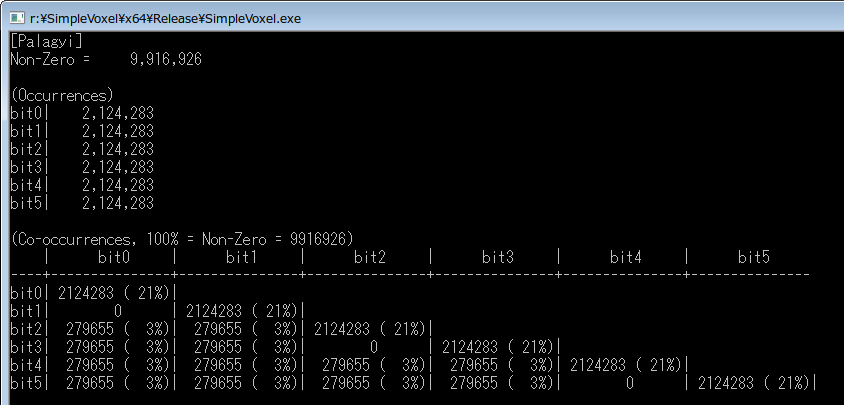 r:¥SimpleVoxel¥x64¥Release¥SimpleVoxel.exe
[Palagyi]
Non-Zero =     9,916,926

(Occurrences)
bit0|    2,124,283
bit1|    2,124,283
bit2|    2,124,283
bit3|    2,124,283
bit4|    2,124,283
bit5|    2,124,283

(Co-occurrences, 100% = Non-Zero = 9916926)
    |      bit0     |      bit1     |      bit2     |      bit3     |      bit4     |      bit5
----+---------------+---------------+---------------+---------------+---------------+---------------
bit0| 2124283 ( 21%)|
bit1|       0       | 2124283 ( 21%)|
bit2|  279655 (  3%)|  279655 (  3%)| 2124283 ( 21%)|
bit3|  279655 (  3%)|  279655 (  3%)|       0       | 2124283 ( 21%)|
bit4|  279655 (  3%)|  279655 (  3%)|  279655 (  3%)|  279655 (  3%)| 2124283 ( 21%)|
bit5|  279655 (  3%)|  279655 (  3%)|  279655 (  3%)|  279655 (  3%)|       0       | 2124283 ( 21%)|